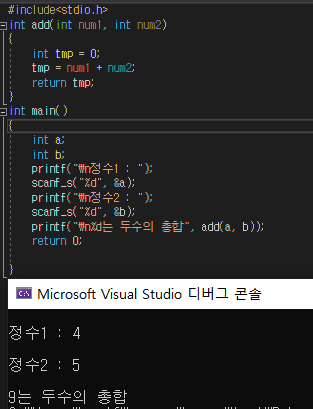 #include<stdio.h>
int add(int num1, int num2)
{
int tmp = 0;
tmp = num1 + num2;
return tmp;
}
int main()
{
int a;
int b;
printf("₩n정수1 : ");
scanf_s("%d", &a);
printf("₩n정수2 : ");
scanf_s("%d", &b);
printf("₩n%d는 두수의 총합", add(a, b));
return 0;
}
Microsoft Visual Studio 디버그 콘솔
정수1 : 4
정수2 : 5
9는 두수의 총합